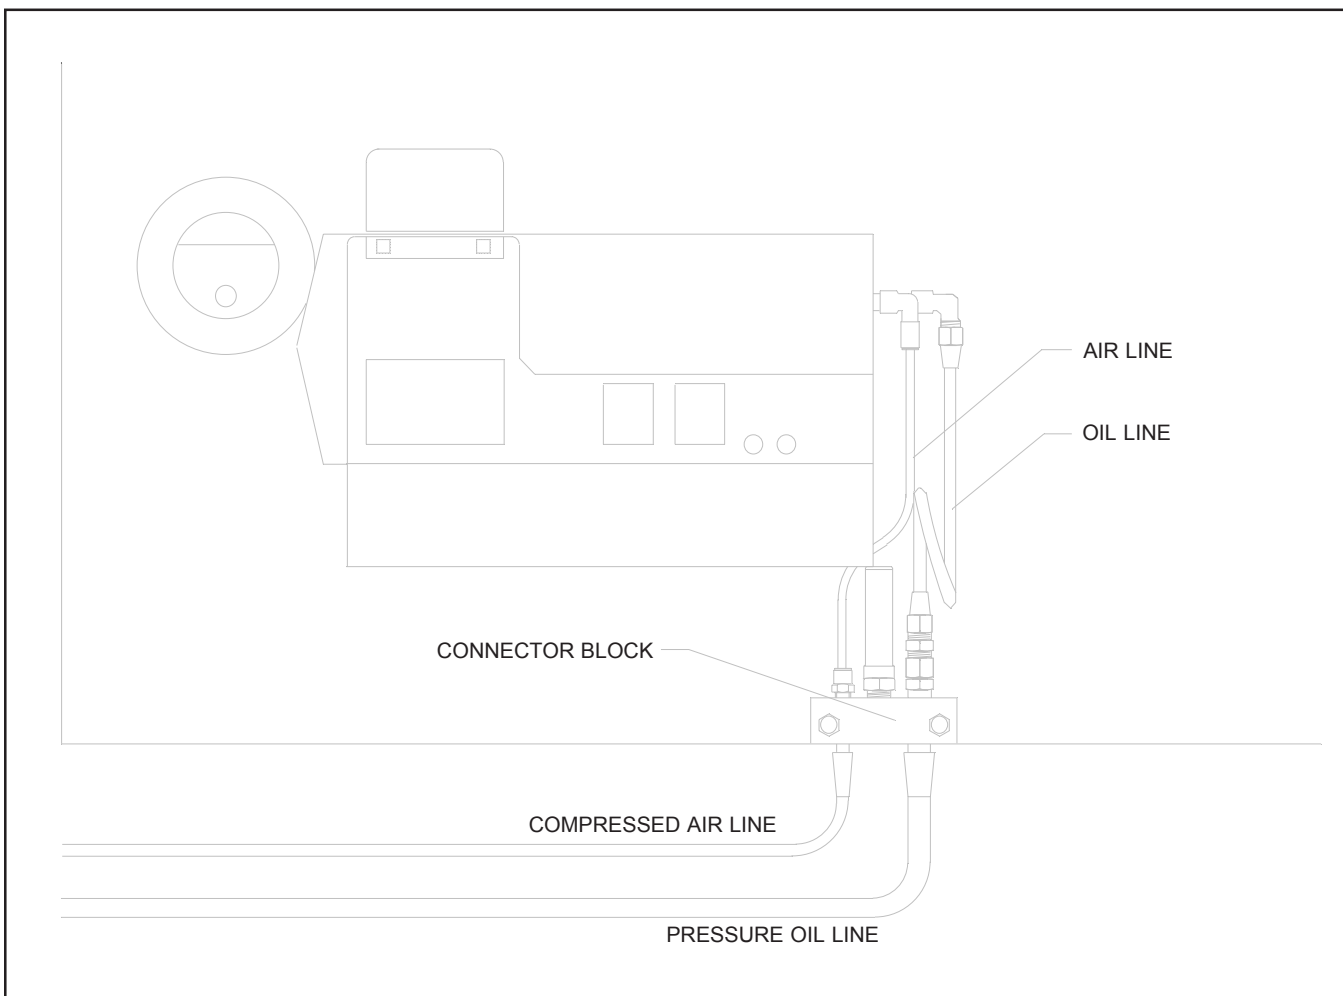 AIR LINE
OIL LINE
CONNECTOR BLOCK
COMPRESSED AIR LINE
PRESSURE OIL LINE